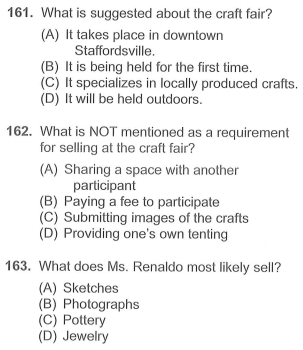 161. What is suggested about the craft fair?
(A) It takes place in downtown
Staffordsville.
(B) It is being held for the first time.
(C) It specializes in locally produced crafts.
(D) It will be held outdoors.
162. What is NOT mentioned as a requirement
for selling at the craft fair?
(A) Sharing a space with another
participant
(B) Paying a fee to participate
(C) Submitting images of the crafts
(D) Providing one's own tenting
163. What does Ms. Renaldo most likely sell?
(A) Sketches
(B) Photographs
(C) Pottery
(D) Jewelry